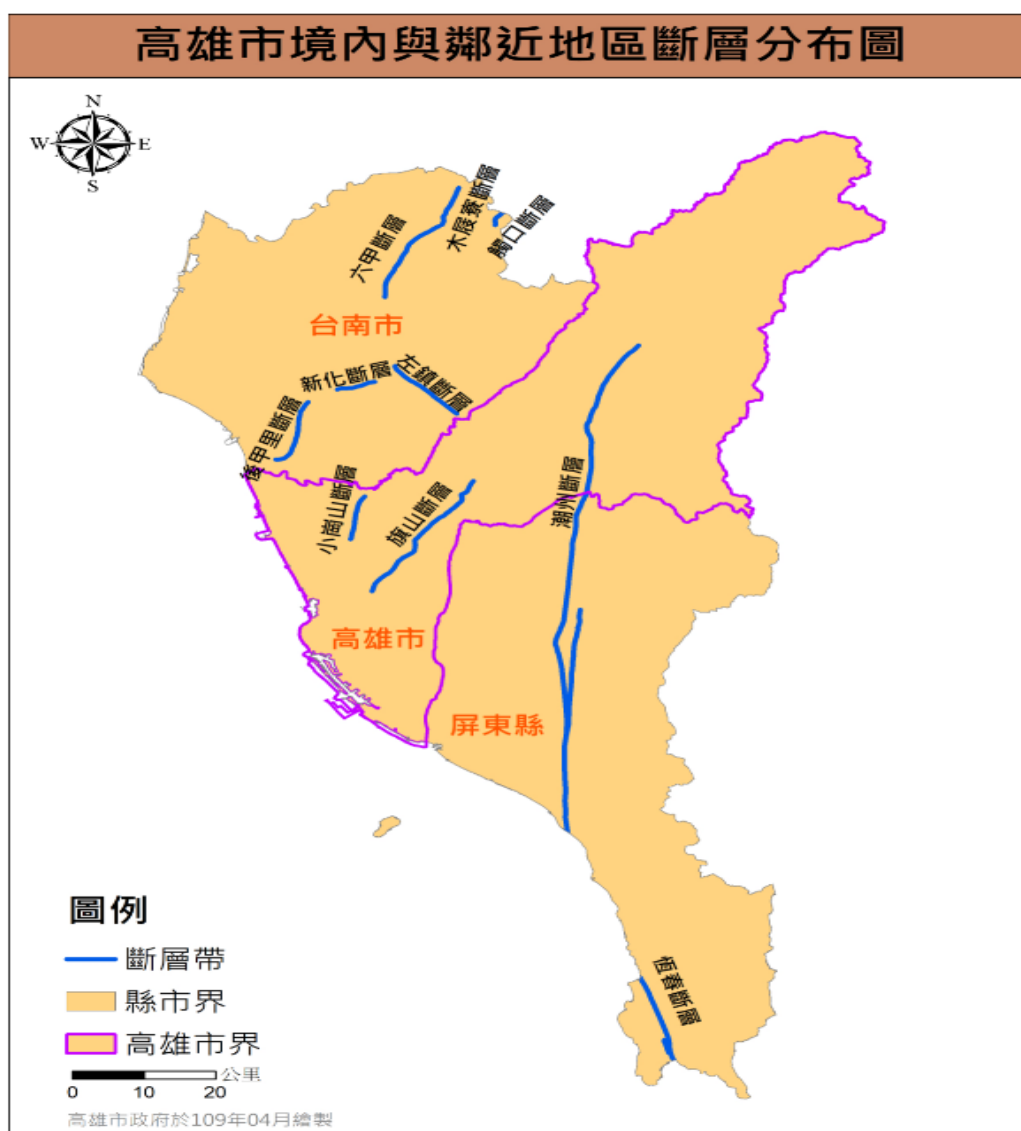 高雄市境內與鄰近地區斷層分布圖
N
W
E
S
木屐寮斷層
觸口斷層
六甲斷層
台南市
新化斷層
左鎮斷層
後甲里斷層
小崗山斷層
旗山斷層
潮州斷層
高雄市
屏東縣
恆春斷層
圖例
斷層帶
縣市界
高雄市界
公里
0 10 20
高雄市政府於109年04月繪製